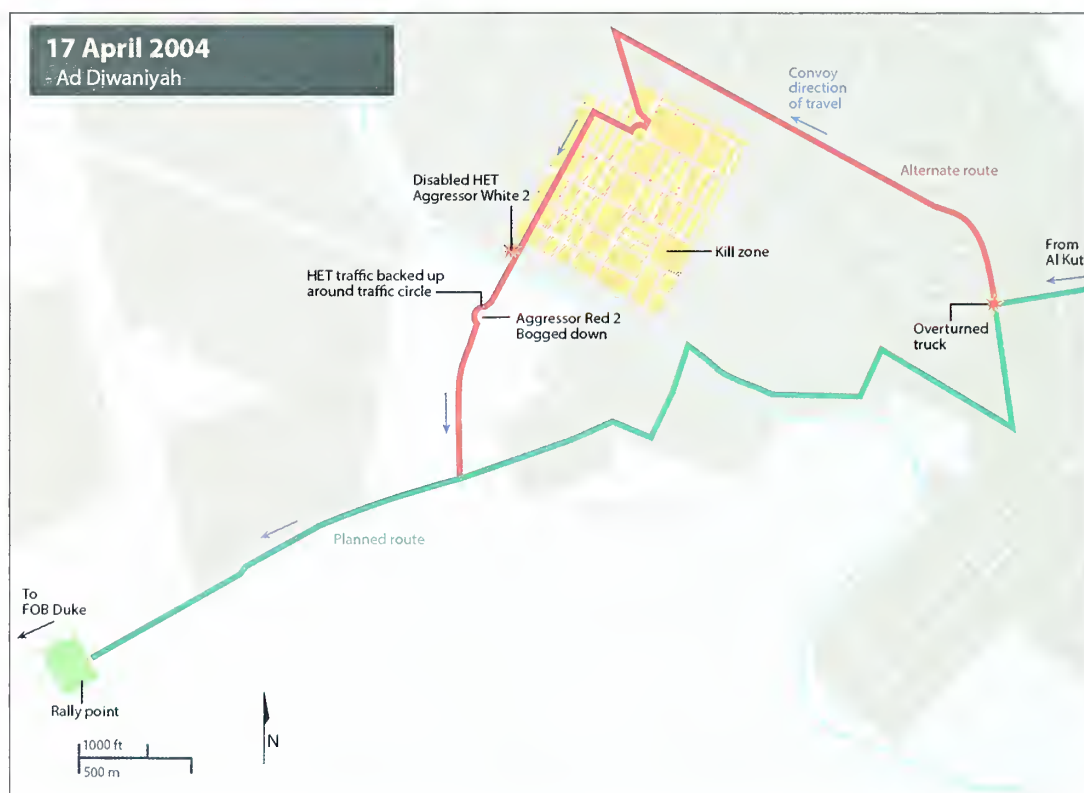 17 April 2004
- Ad Diwaniyah
Convoy
direction
of travel
Alternate route
Disabled HET
Aggressor White 2
Kill zone
From
Al Kut
HET traffic backed up
around traffic circle
Aggressor Red 2
Bogged down
Overturned
truck
Planned route
To
FOB Duke
Rally point
N
1000 ft
500 m